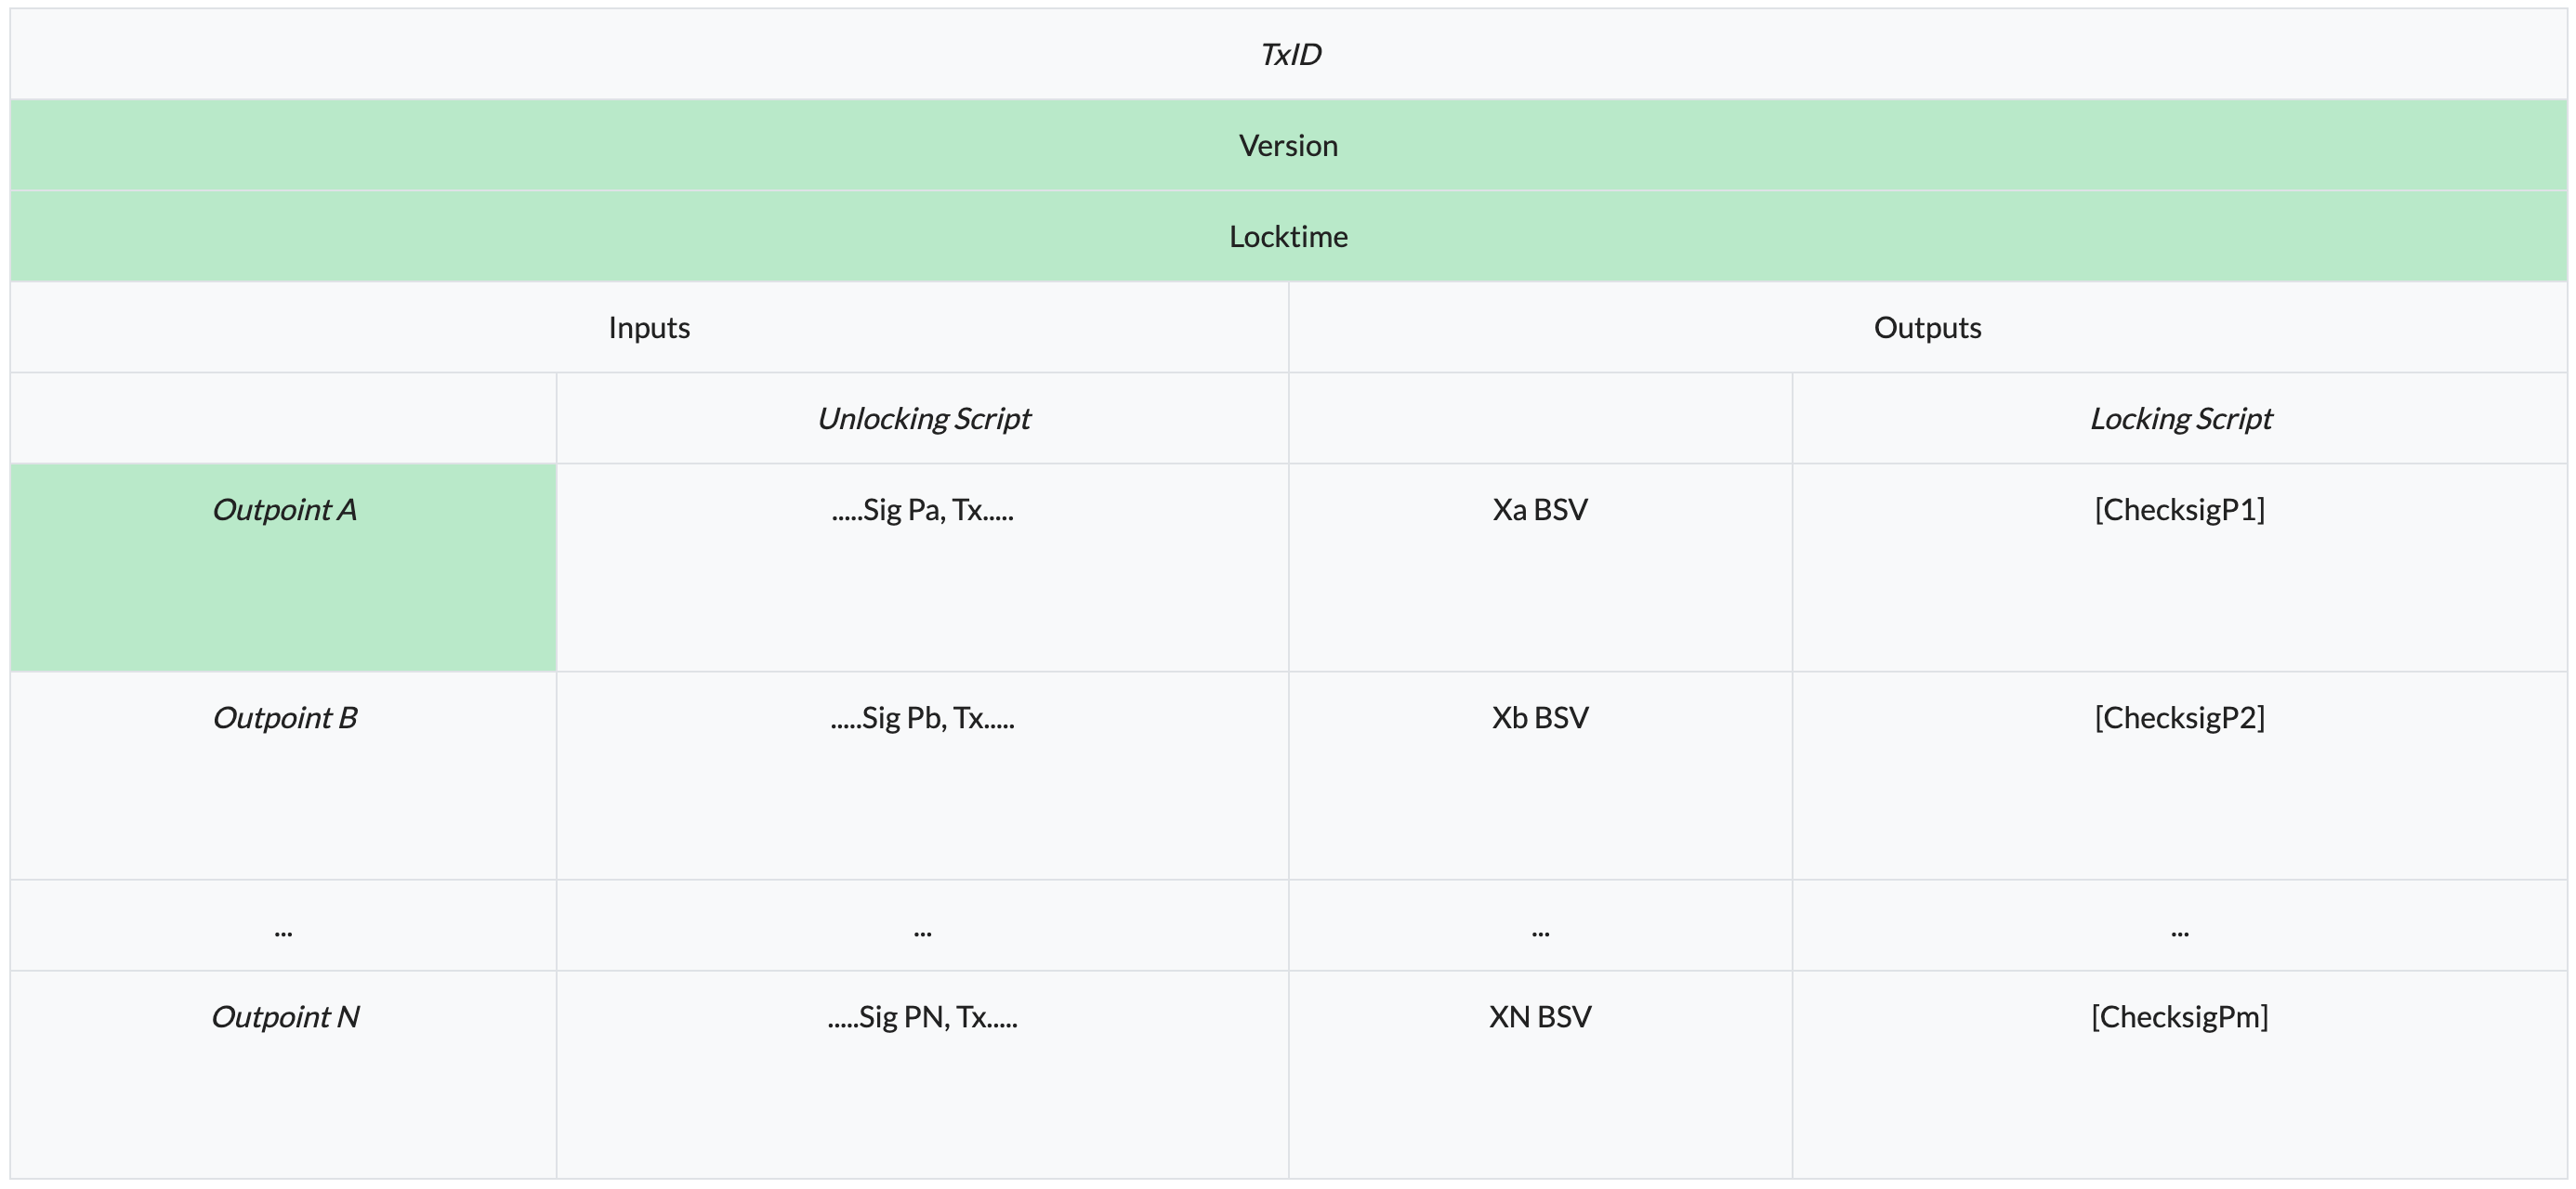 TxID
Version
Locktime
Inputs Outputs
Unlocking Script Locking Script
Outpoint A .....Sig Pa, Tx..... Xa BSV [ChecksigP1]
Outpoint B .....Sig Pb, Tx..... Xb BSV [ChecksigP2]
... ... ... ...
Outpoint N .....Sig PN, Tx..... XN BSV [ChecksigPm]